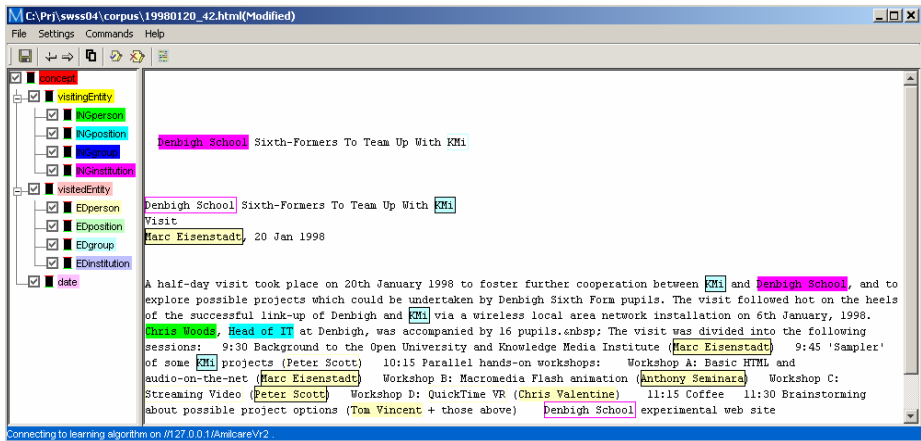 C:\Prj\swss04\corpus\19980120_42.html(Modified)
File Settings Commands Help
concept
visitingEntity
INGperson
INGposition
INGgroup
INGinstitution
visitedEntity
EDperson
EDposition
EDgroup
EDinstitution
date
Denbigh School Sixth-Formers To Team Up With KMi
Denbigh School Sixth-Formers To Team Up With KMi
Visit
Marc Eisenstadt, 20 Jan 1998
A half-day visit took place on 20th January 1998 to foster further cooperation between KMi and Denbigh School, and to
explore possible projects which could be undertaken by Denbigh Sixth Form pupils. The visit followed hot on the heels
of the successful link-up of Denbigh and KMi via a wireless local area network installation on 6th January, 1998.
Chris Woods, Head of IT at Denbigh, was accompanied by 16 pupils.&nbsp; The visit was divided into the following
sessions: 9:30 Background to the Open University and Knowledge Media Institute (Marc Eisenstadt) 9:45 'Sampler'
of some KMi projects (Peter Scott) 10:15 Parallel hands-on workshops: Workshop A: Basic HTML and
audio-on-the-net (Marc Eisenstadt) Workshop B: Macromedia Flash animation (Anthony Seminara) Workshop C:
Streaming Video (Peter Scott) Workshop D: QuickTime VR (Chris Valentine) 11:15 Coffee 11:30 Brainstorming
about possible project options (Tom Vincent + those above) Denbigh School experimental web site
Connecting to learning algorithm on //127.0.0.1/AmilcareVr2 .